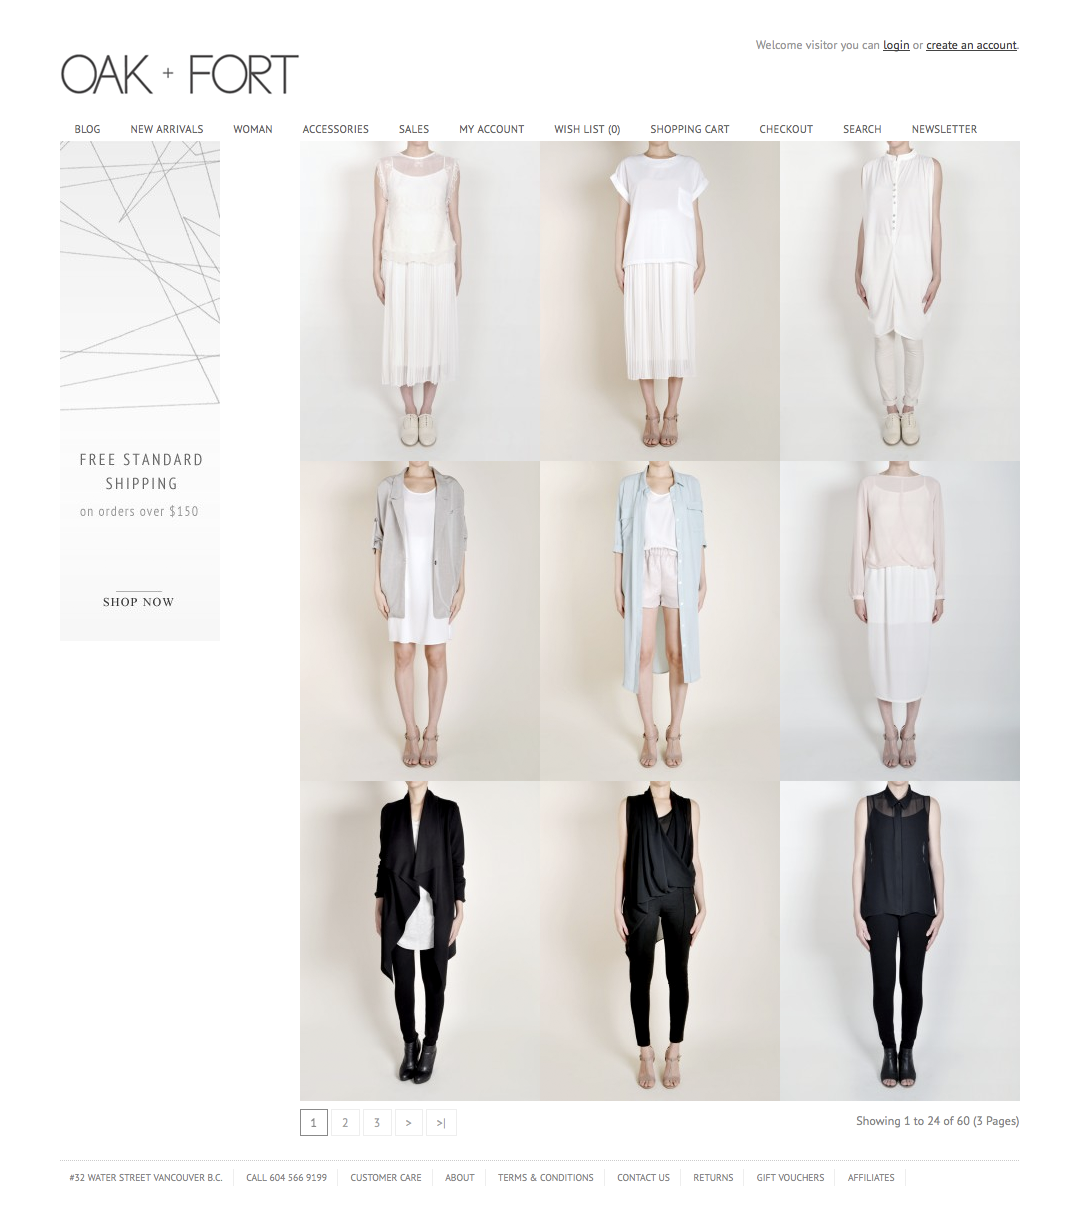 Welcome visitor you can login or create an account.
OAK + FORT
BLOG NEW ARRIVALS WOMAN ACCESSORIES SALES MY ACCOUNT WISH LIST (0) SHOPPING CART CHECKOUT SEARCH NEWSLETTER
FREE STANDARD
SHIPPING
on orders over $150
SHOP NOW
1 2 3 > >|
Showing 1 to 24 of 60 (3 Pages)
#32 WATER STREET VANCOUVER B.C. CALL 604 566 9199 CUSTOMER CARE ABOUT TERMS & CONDITIONS CONTACT US RETURNS GIFT VOUCHERS AFFILIATES